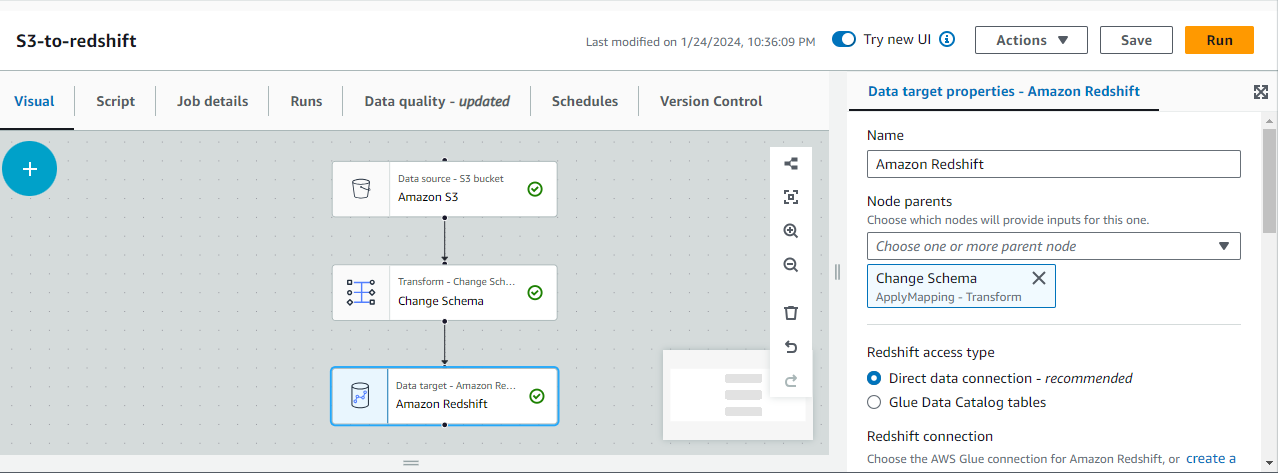 S3-to-redshift
Last modified on 1/24/2024, 10:36:09 PM
Try new UI
Actions
Save
Run
Visual
Script
Job details
Runs
Data quality - updated
Schedules
Version Control
Data source - S3 bucket
Amazon S3
Transform - Change Sch...
Change Schema
Data target - Amazon Re...
Amazon Redshift
Data target properties - Amazon Redshift
Name
Amazon Redshift
Node parents
Choose which nodes will provide inputs for this one.
Choose one or more parent node
Change Schema
ApplyMapping - Transform
Redshift access type
Direct data connection - recommended
Glue Data Catalog tables
Redshift connection
Choose the AWS Glue connection for Amazon Redshift, or create a